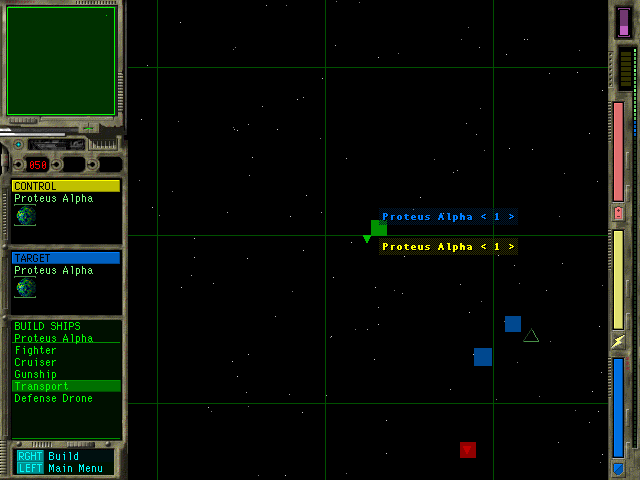 050
CONTROL
Proteus Alpha
TARGET
Proteus Alpha
BUILD SHIPS
Proteus Alpha
Fighter
Cruiser
Gunship
Transport
Defense Drone
RGHT Build
LEFT Main Menu
Proteus Alpha < 1 >
Proteus Alpha < 1 >